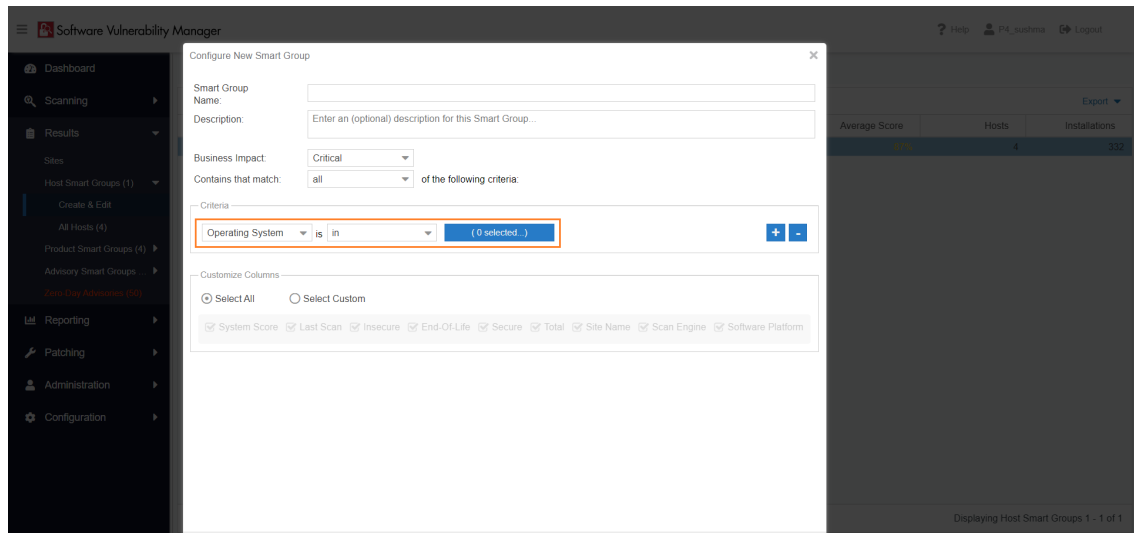 Software Vulnerability Manager
Help
P4_sushma
Logout
Dashboard
Scanning
Results
Sites
Host Smart Groups (1)
Create & Edit
All Hosts (4)
Product Smart Groups (4)
Advisory Smart Groups ...
Zero Day Advisories (50)
Reporting
Patching
Administration
Configuration
Configure New Smart Group
Smart Group
Name:
Description:
Enter an (optional) description for this Smart Group...
Business Impact:
Critical
Contains that match:
all
of the following criteria:
Criteria
Operating System
is
in
( 0 selected...)
+
-
Customize Columns
Select All
Select Custom
System Score
Last Scan
Insecure
End-Of-Life
Secure
Total
Site Name
Scan Engine
Software Platform
Export
Average Score
Hosts
Installations
4
332
Displaying Host Smart Groups 1 - 1 of 1